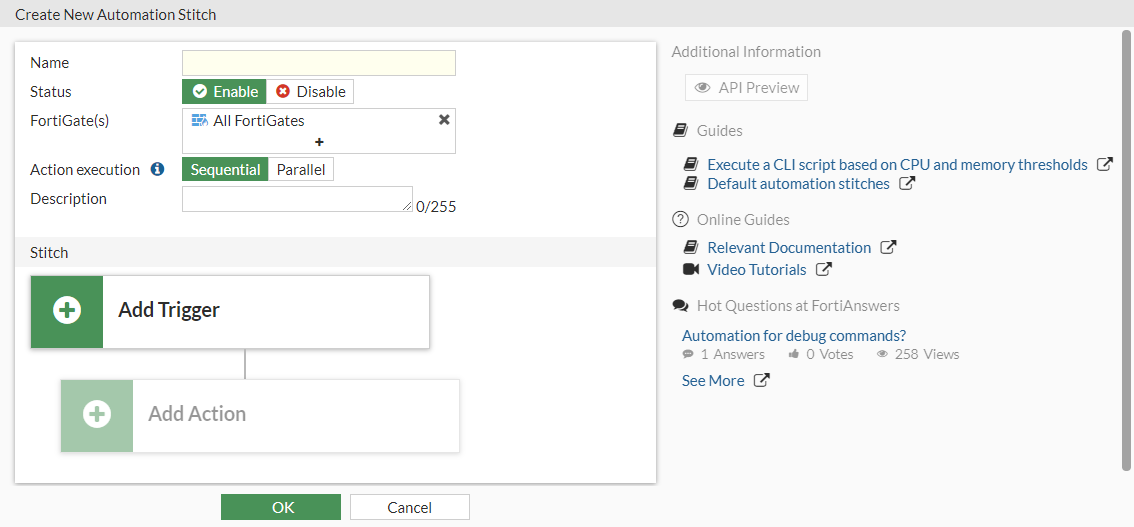 Create New Automation Stitch
Name
Status
Enable
Disable
FortiGate(s)
All FortiGates
+
Action execution
Sequential
Parallel
Description
0/255
Stitch
Add Trigger
Add Action
OK
Cancel
Additional Information
API Preview
Guides
Execute a CLI script based on CPU and memory thresholds
Default automation stitches
Online Guides
Relevant Documentation
Video Tutorials
Hot Questions at FortiAnswers
Automation for debug commands?
1 Answers 0 Votes 258 Views
See More